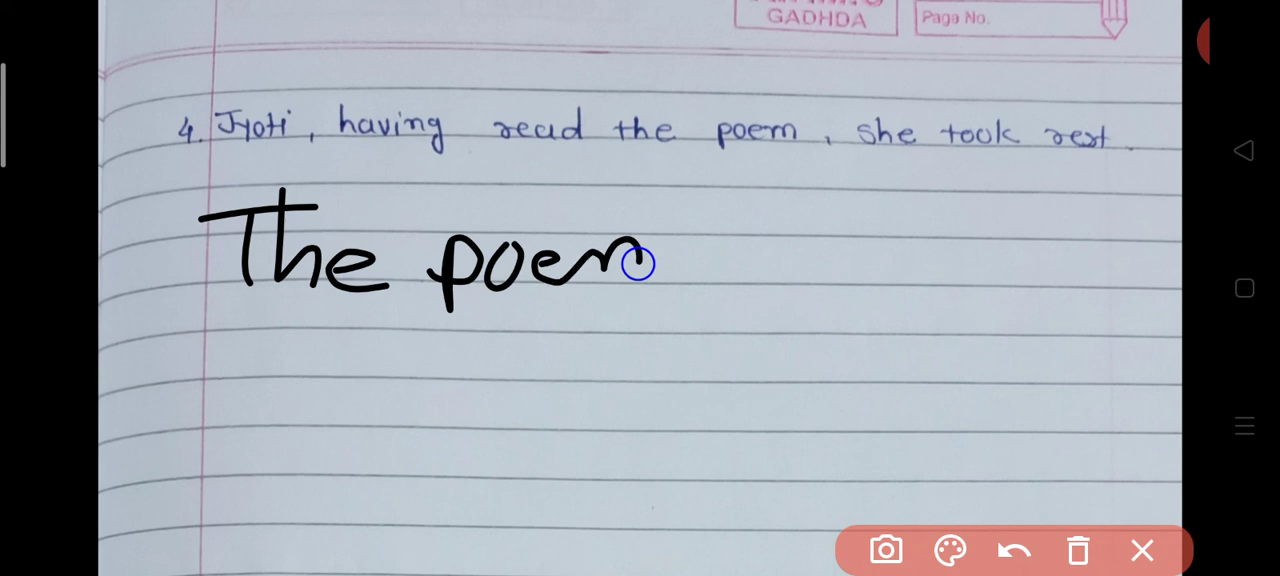 GADHDA
Page No.
4. Jyoti, having read the poem, she took rest.
The poem